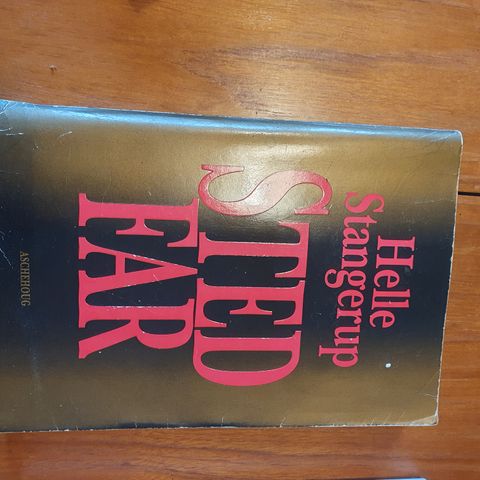 Helle
Stangerup
STED
FAR
ASCHEHOUG